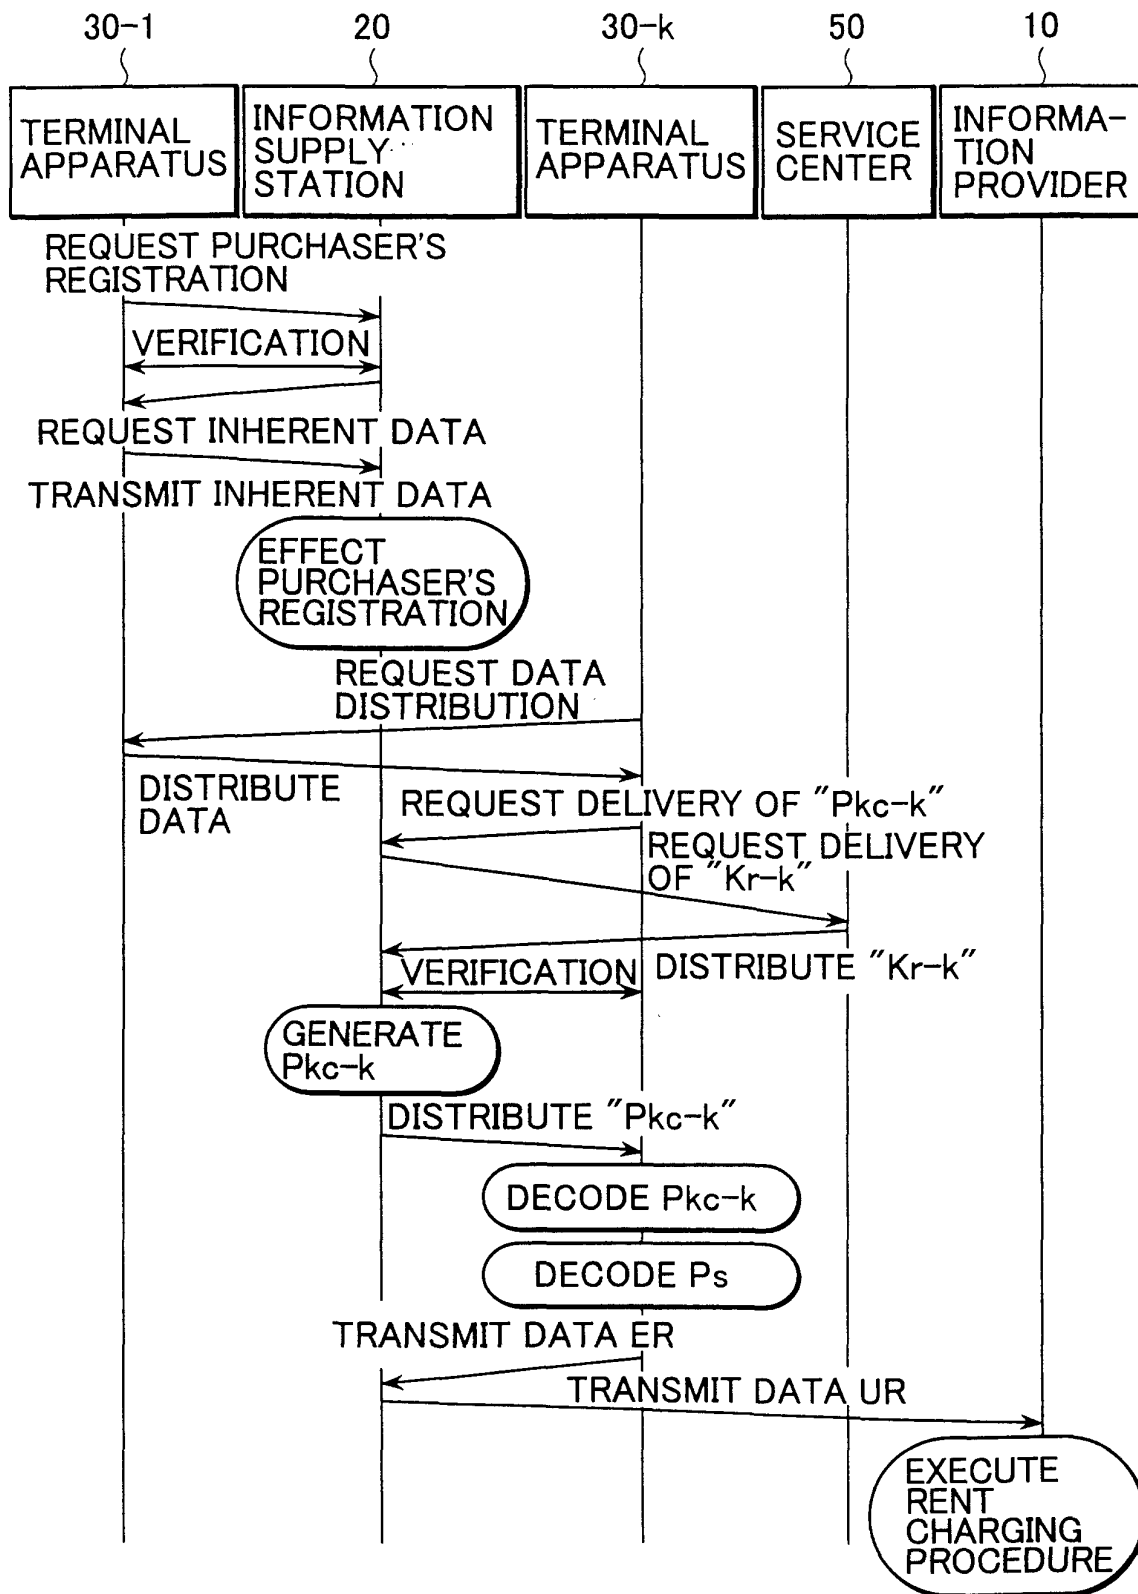 30-1 20 30-k 50 10
TERMINAL
APPARATUS
INFORMATION
SUPPLY
STATION
TERMINAL
APPARATUS
SERVICE
CENTER
INFORMA-
TION
PROVIDER
REQUEST PURCHASER'S
REGISTRATION
VERIFICATION
REQUEST INHERENT DATA
TRANSMIT INHERENT DATA
EFFECT
PURCHASER'S
REGISTRATION
REQUEST DATA
DISTRIBUTION
DISTRIBUTE
DATA
REQUEST DELIVERY OF "Pkc-k"
REQUEST DELIVERY
OF "Kr-k"
DISTRIBUTE "Kr-k"
VERIFICATION
GENERATE
Pkc-k
DISTRIBUTE "Pkc-k"
DECODE Pkc-k
DECODE Ps
TRANSMIT DATA ER
TRANSMIT DATA UR
EXECUTE
RENT
CHARGING
PROCEDURE